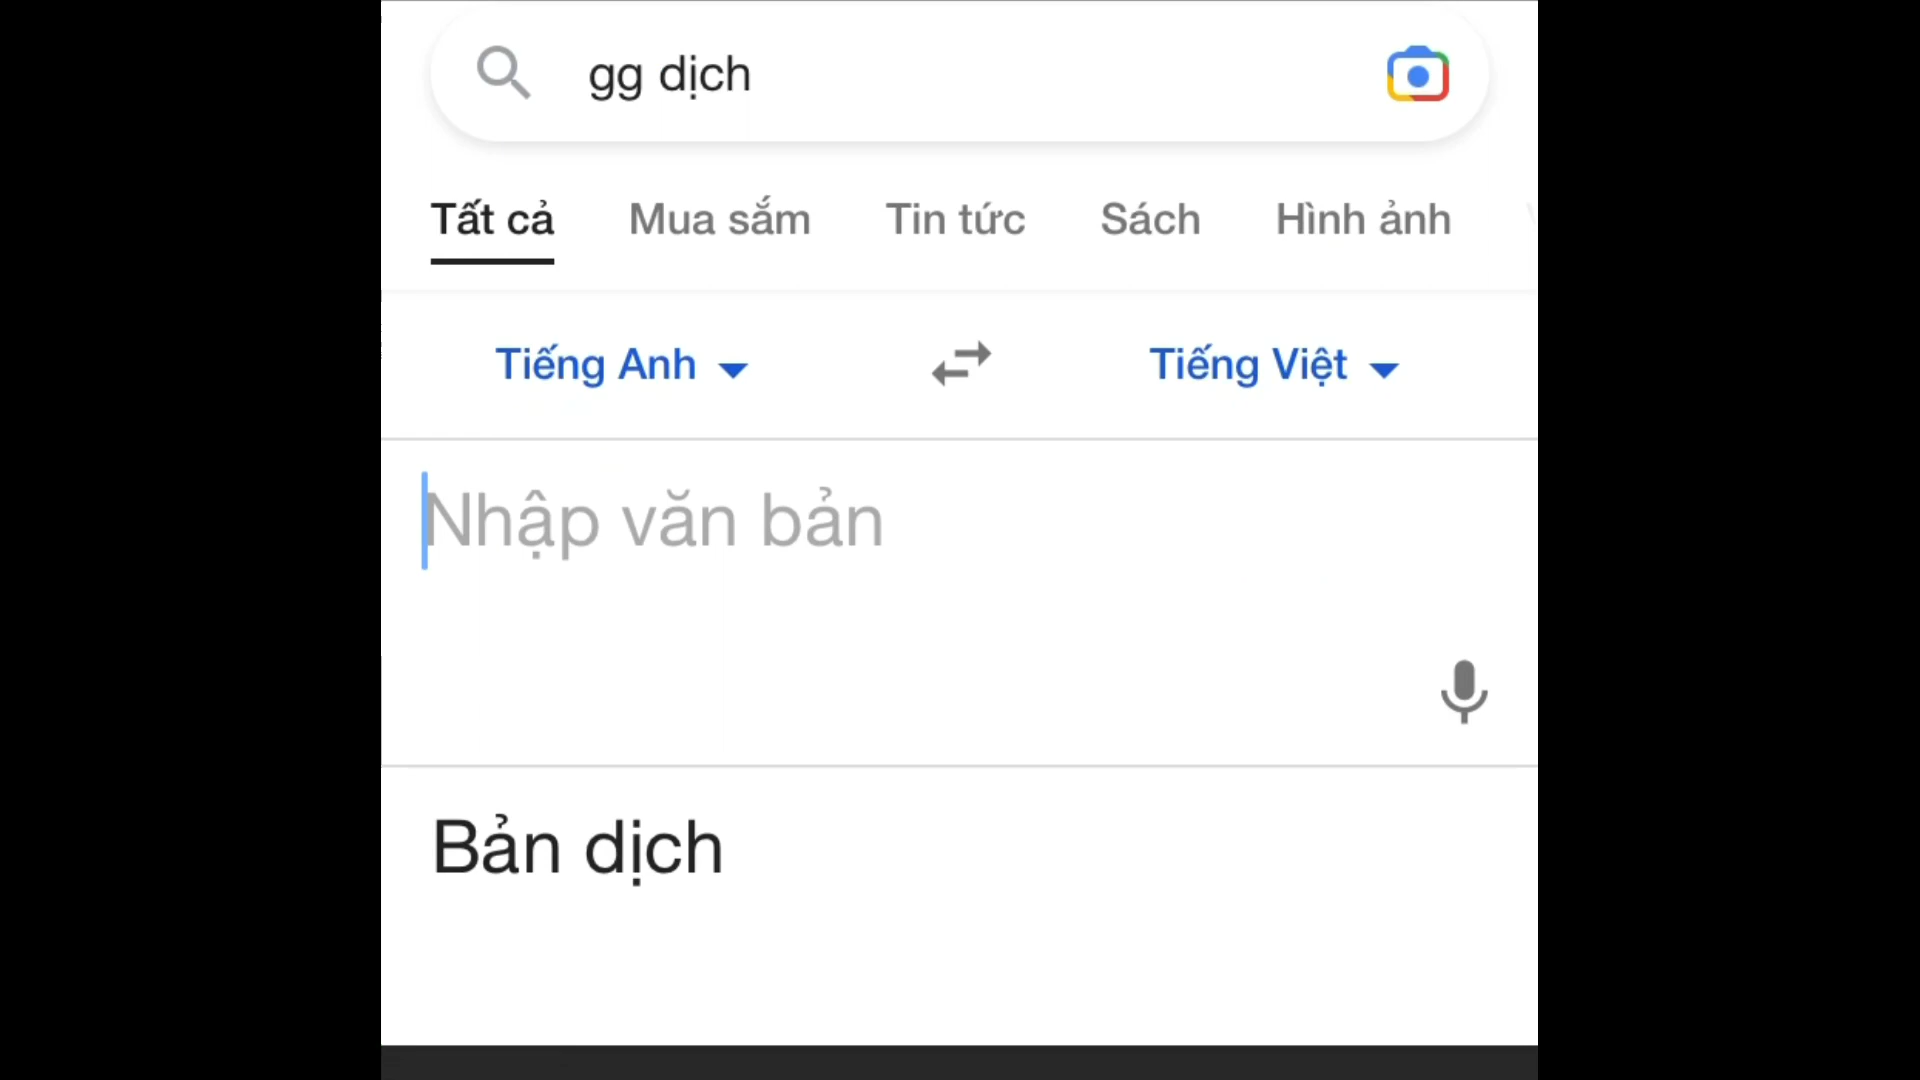 gg dịch
Tất cả Mua sắm Tin tức Sách Hình ảnh
Tiếng Anh Tiếng Việt
Nhập văn bản
Bản dịch